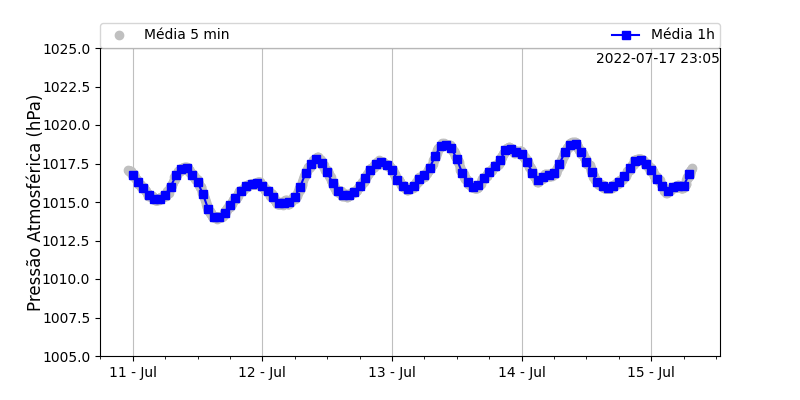 Média 5 min
Média 1h
2022-07-17 23:05
Pressão Atmosférica (hPa)
1025.0
1022.5
1020.0
1017.5
1015.0
1012.5
1010.0
1007.5
1005.0
11 - Jul
12 - Jul
13 - Jul
14 - Jul
15 - Jul